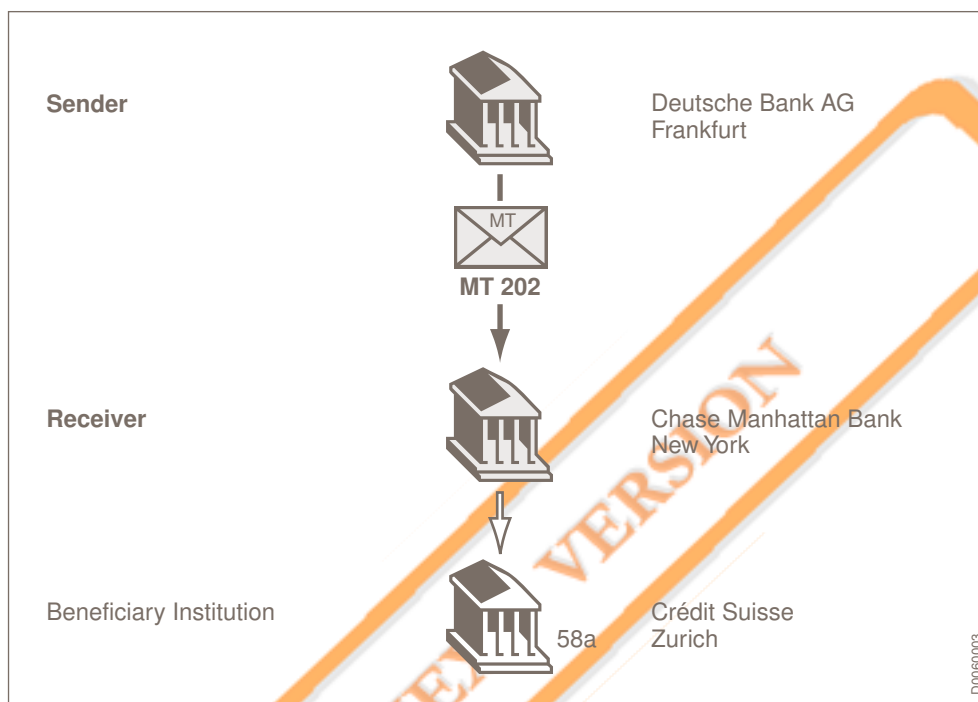 Sender
Deutsche Bank AG
Frankfurt
MT
MT 202
Receiver
Chase Manhattan Bank
New York
VERSION
Beneficiary Institution
58a
Crédit Suisse
Zurich
D0060003